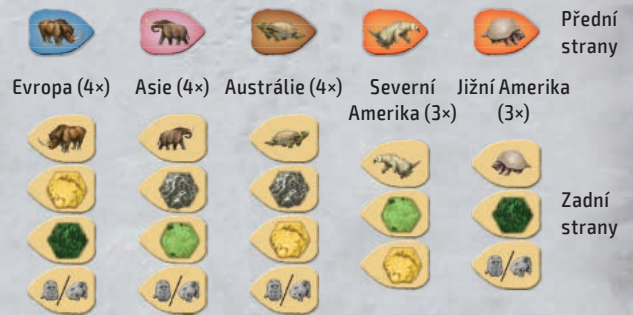 Přední
strany
Evropa (4×)
Asie (4×)
Austrálie (4×)
Severní
Amerika (3×)
Jižní Amerika
(3×)
Zadní
strany